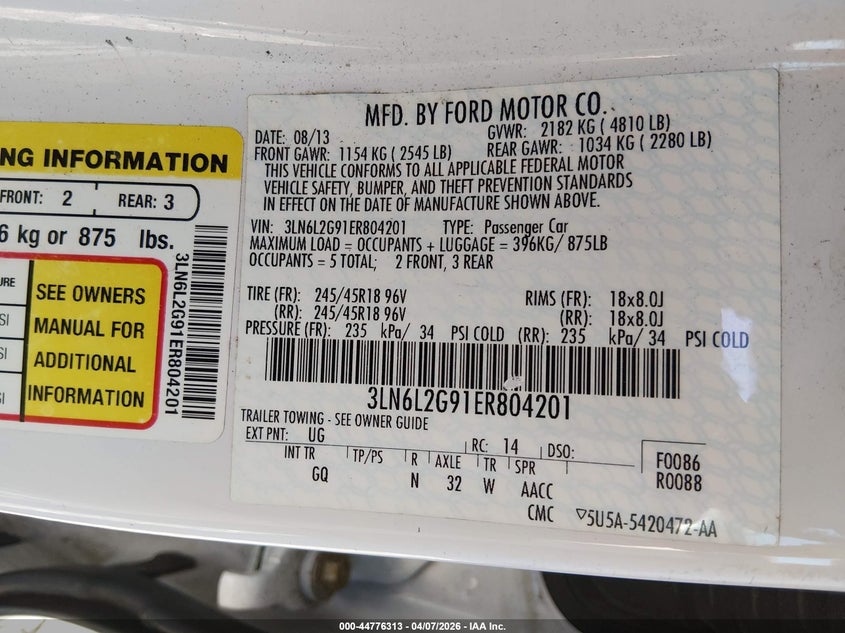 NG INFORMATION
FRONT: 2 REAR: 3
6 kg or 875 lbs.
URE
SI
SI
SI
SEE OWNERS
MANUAL FOR
ADDITIONAL
INFORMATION
3LN6L2G91ER804201
MFD. BY FORD MOTOR CO.
DATE: 08/13 GVWR: 2182 KG ( 4810 LB)
FRONT GAWR: 1154 KG ( 2545 LB) REAR GAWR: 1034 KG ( 2280 LB)
THIS VEHICLE CONFORMS TO ALL APPLICABLE FEDERAL MOTOR
VEHICLE SAFETY, BUMPER, AND THEFT PREVENTION STANDARDS
IN EFFECT ON THE DATE OF MANUFACTURE SHOWN ABOVE.
VIN: 3LN6L2G91ER804201 TYPE: Passenger Car
MAXIMUM LOAD = OCCUPANTS + LUGGAGE = 396KG/ 875LB
OCCUPANTS = 5 TOTAL; 2 FRONT, 3 REAR
TIRE (FR): 245/45R18 96V RIMS (FR): 18x8.0J
(RR): 245/45R18 96V (RR): 18x8.0J
PRESSURE (FR): 235 kPa/ 34 PSI COLD (RR): 235 kPa/ 34 PSI COLD
3LN6L2G91ER804201
TRAILER TOWING - SEE OWNER GUIDE
EXT PNT: UG RC: 14 DSO:
INT TR TP/PS R AXLE TR SPR
GQ N 32 W AACC
F0086
R0088
CMC ▽5U5A-5420472-AA
000-44776313 | 04/07/2026 - IAA Inc.